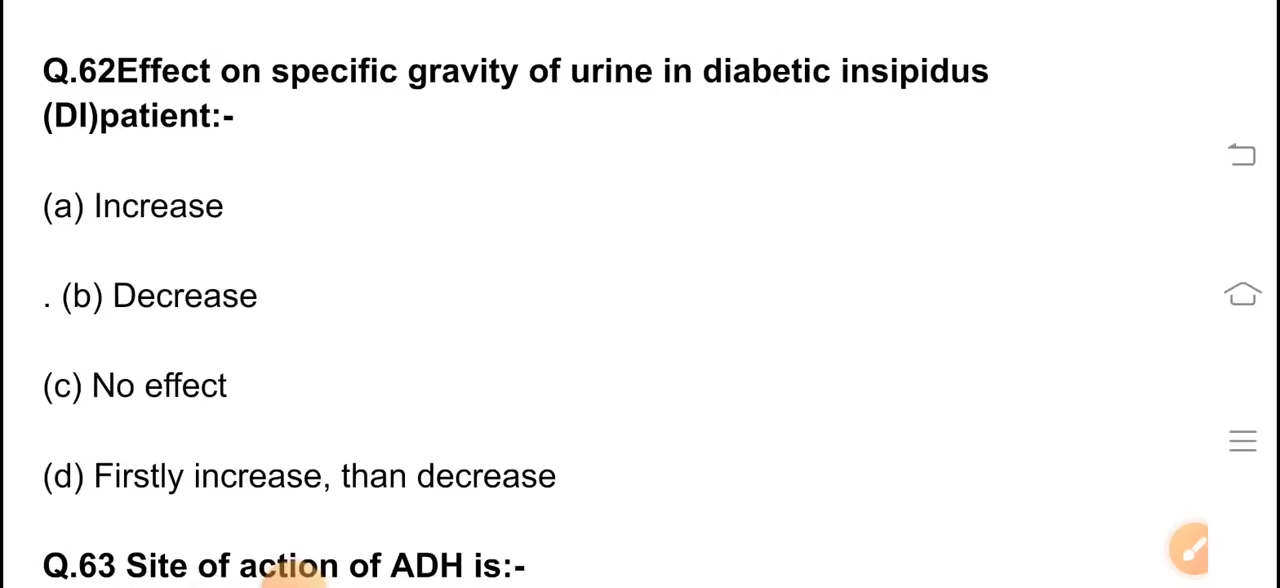 Q.62Effect on specific gravity of urine in diabetic insipidus
(DI)patient:-
(a) Increase
. (b) Decrease
(c) No effect
(d) Firstly increase, than decrease
Q.63 Site of action of ADH is:-